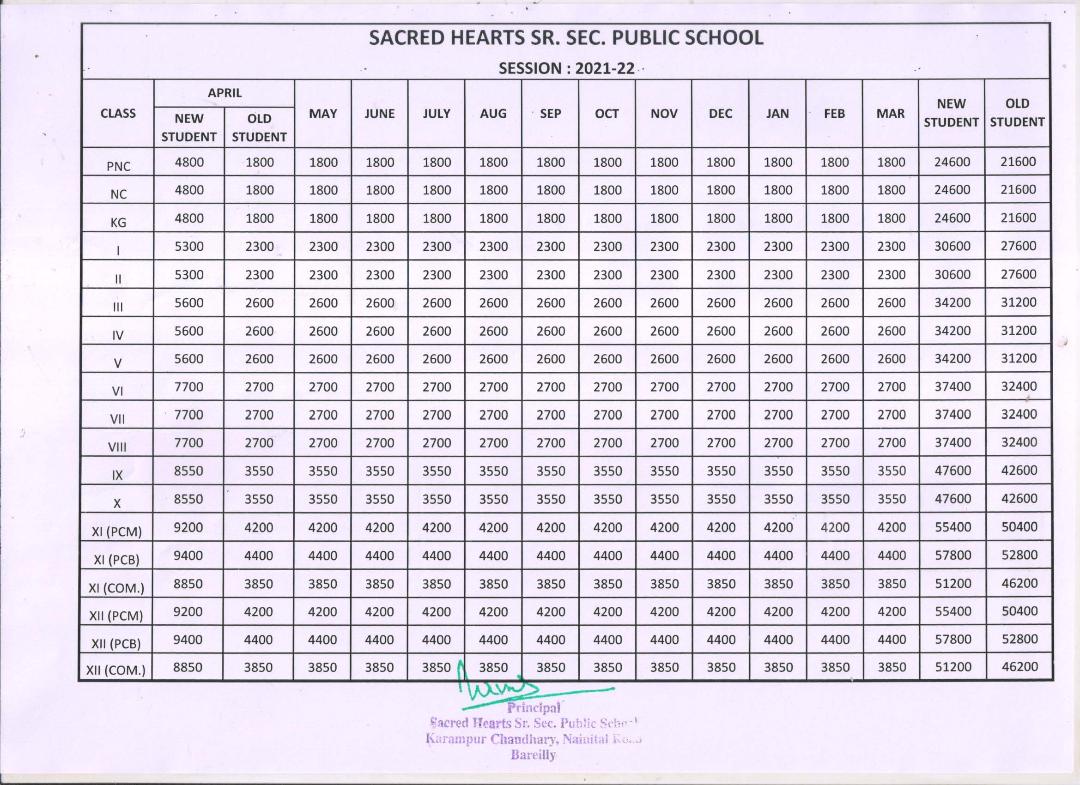 SACRED HEARTS SR. SEC. PUBLIC SCHOOL
SESSION : 2021-22
CLASS APRIL MAY JUNE JULY AUG SEP OCT NOV DEC JAN FEB MAR NEW STUDENT OLD STUDENT
NEW STUDENT OLD STUDENT
PNC 4800 1800 1800 1800 1800 1800 1800 1800 1800 1800 1800 1800 1800 24600 21600
NC 4800 1800 1800 1800 1800 1800 1800 1800 1800 1800 1800 1800 1800 24600 21600
KG 4800 1800 1800 1800 1800 1800 1800 1800 1800 1800 1800 1800 1800 24600 21600
I 5300 2300 2300 2300 2300 2300 2300 2300 2300 2300 2300 2300 2300 30600 27600
II 5300 2300 2300 2300 2300 2300 2300 2300 2300 2300 2300 2300 2300 30600 27600
III 5600 2600 2600 2600 2600 2600 2600 2600 2600 2600 2600 2600 2600 34200 31200
IV 5600 2600 2600 2600 2600 2600 2600 2600 2600 2600 2600 2600 2600 34200 31200
V 5600 2600 2600 2600 2600 2600 2600 2600 2600 2600 2600 2600 2600 34200 31200
VI 7700 2700 2700 2700 2700 2700 2700 2700 2700 2700 2700 2700 2700 37400 32400
VII 7700 2700 2700 2700 2700 2700 2700 2700 2700 2700 2700 2700 2700 37400 32400
VIII 7700 2700 2700 2700 2700 2700 2700 2700 2700 2700 2700 2700 2700 37400 32400
IX 8550 3550 3550 3550 3550 3550 3550 3550 3550 3550 3550 3550 3550 47600 42600
X 8550 3550 3550 3550 3550 3550 3550 3550 3550 3550 3550 3550 3550 47600 42600
XI (PCM) 9200 4200 4200 4200 4200 4200 4200 4200 4200 4200 4200 4200 4200 55400 50400
XI (PCB) 9400 4400 4400 4400 4400 4400 4400 4400 4400 4400 4400 4400 4400 57800 52800
XI (COM.) 8850 3850 3850 3850 3850 3850 3850 3850 3850 3850 3850 3850 3850 51200 46200
XII (PCM) 9200 4200 4200 4200 4200 4200 4200 4200 4200 4200 4200 4200 4200 55400 50400
XII (PCB) 9400 4400 4400 4400 4400 4400 4400 4400 4400 4400 4400 4400 4400 57800 52800
XII (COM.) 8850 3850 3850 3850 3850 3850 3850 3850 3850 3850 3850 3850 3850 51200 46200
Principal
Sacred Hearts Sr. Sec. Public
Karampur Chaudhary, Nainital
Bareilly